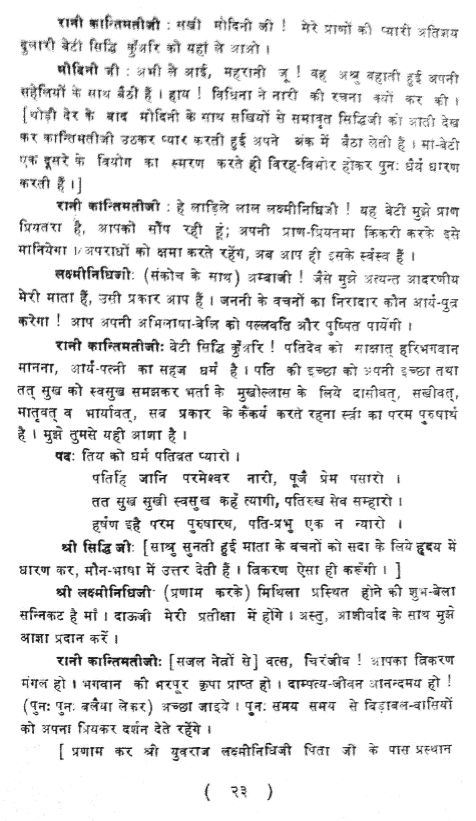 रानी कान्तिमतीजी : सखी मोदिनी जी ! मेरे प्राणों की प्यारी अतिशय
दुलारी बेटी सिद्धि कुँअरि को यहां ले आओ ।
मोदिनी जी : अभी ले आई, महरानी जू ! वह अश्रु बहाती हुई अपनी
सहेलियों के साथ बैठी हैं । हाय ! विधिना ने नारी की रचना क्यों कर की ।
[थोड़ी देर के बाद मोदिनी के साथ सखियों से समावृत सिद्धिजी को आती देख
कर कान्तिमतीजी उठकर प्यार करती हुई अपने अंक में बैठा लेती है । मा-बेटी
एक दूसरे के वियोग का स्मरण करते ही विरह-विभोर होकर पुनः धैर्य धारण
करती हैं ।]
रानी कान्तिमतीजी : हे लाड़िले लाल लक्ष्मीनिधिजी ! यह बेटी मुझे प्राण
प्रियतरा है, आपको सौंप रही हूं; अपनी प्राण-प्रियतमा किंकरी करके इसे
मानियेगा । अपराधों को क्षमा करते रहेंगे, अब आप ही इसके सर्वस्व हैं ।
लक्ष्मीनिधिजीः (संकोच के साथ) अम्बाजी ! जैसे मुझे अत्यन्त आदरणीय
मेरी माता हैं, उसी प्रकार आप हैं । जननी के वचनों का निरादार कौन आर्य-पुत्र
करेगा ! आप अपनी अभिलाषा-बेलि को पल्लवति और पुष्पित पायेंगी ।
रानी कान्तिमतीजीः बेटी सिद्धि कुँअरि ! पतिदेव को साक्षात् हरिभगवान
मानना, आर्य-पत्नी का सहज धर्म है । पति की इच्छा को अपनी इच्छा तथा
तत् सुख को स्वसुख समझकर भर्ता के मुखोल्लास के लिये दासीवत्, सखीवत्,
मातृवत् व भार्यावत्, सब प्रकार के कैंकर्य करते रहना स्त्री का परम पुरुषार्थ
है । मुझे तुमसे यही आशा है ।
पदः तिय को धर्म पतिव्रत प्यारो ।
पतिहिं जानि परमेश्वर नारी, पूजै प्रेम पसारो ।
तत सुख सुखी स्वसुख कहँ त्यागी, पतिरुख सेव सम्हारो ।
हर्षण इहै परम पुरुषारथ, पति-प्रभु एक न न्यारो ।
श्री सिद्धि जीः [साश्रु सुनती हुई माता के वचनों को सदा के लिये हृदय में
धारण कर, मौन-भाषा में उत्तर देती हैं । त्रिकरण ऐसा ही करूँगी । ]
श्री लक्ष्मीनिधिजीः (प्रणाम करके) मिथिला प्रस्थित होने की शुभ-बेला
सन्निकट है मां । दाऊजी मेरी प्रतीक्षा में होंगे । अस्तु, आशीर्वाद के साथ मुझे
आज्ञा प्रदान करें ।
रानी कान्तिमतीजीः [सजल नेत्रों से] वत्स, चिरंजीव ! आपका त्रिकरण
मंगल हो । भगवान की भरपूर कृपा प्राप्त हो । दाम्पत्य-जीवन आनन्दमय हो !
(पुनः पुनः बलैया लेकर) अच्छा जाइये । पुनः समय समय से विड़ाबल-वासियों
को अपना प्रियकर दर्शन देते रहेंगे ।
[ प्रणाम कर श्री युवराज लक्ष्मीनिधिजी पिता जी के पास प्रस्थान
( २३ )